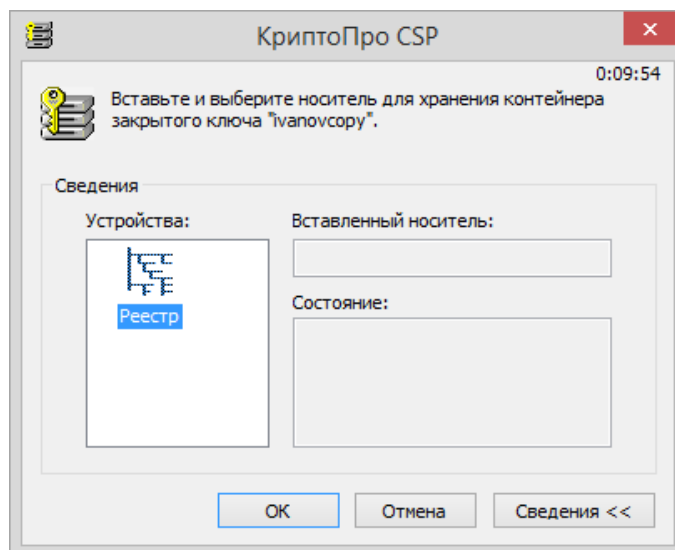 КриптоПро CSP
0:09:54
Вставьте и выберите носитель для хранения контейнера
закрытого ключа "ivanovcopy".
Сведения
Устройства:
Реестр
Вставленный носитель:
Состояние:
OK
Отмена
Сведения <<